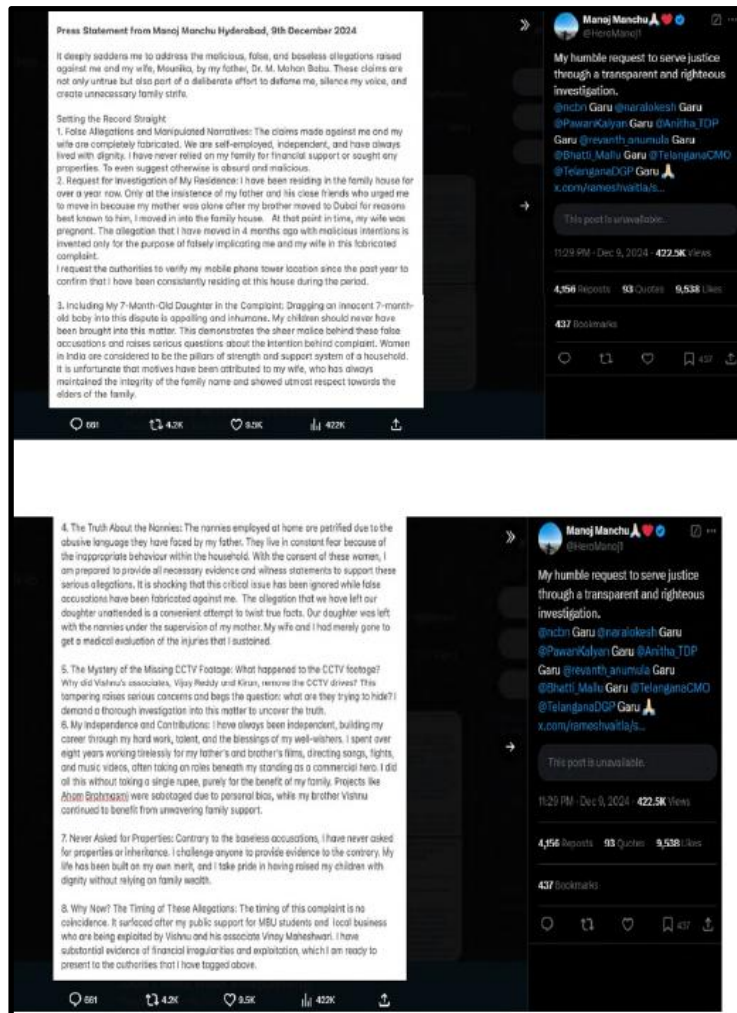 Press Statement from Manoj Manchu Hyderabad, 9th December 2024
It deeply saddens me to address the malicious, false, and baseless allegations raised
against me and my wife, Mounika, by my father, Dr. M. Mohan Babu. These claims are
not only untrue but also part of a deliberate effort to defame me, silence my voice, and
create unnecessary family strife.
Setting the Record Straight
1. False Allegations and Manipulated Narratives: The claims made against me and my
wife are completely fabricated. We are self-employed, independent, and have always
lived with dignity. I have never relied on my family for financial support or sought any
properties. To even suggest otherwise is absurd and malicious.
2. Request for Investigation of My Residence: I have been residing in the family house for
over a year now. Only at the insistence of my father and his close friends who urged me
to move in because my mother was alone after my brother moved to Dubai for reasons
best known to him, I moved in into the family house. At that point in time, my wife was
pregnant. The allegation that I have moved in 4 months ago with malicious intentions is
invented only for the purpose of falsely implicating me and my wife in this fabricated
complaint.
I request the authorities to verify my mobile phone tower location since the past year to
confirm that I have been consistently residing at this house during the period.
3. Including My 7-Month-Old Daughter in the Complaint: Dragging an innocent 7-month-
old baby into this dispute is appalling and inhumane. My children should never have
been brought into this matter. This demonstrates the sheer malice behind these false
accusations and raises serious questions about the intention behind complaint. Women
in India are considered to be the pillars of strength and support system of a household.
It is unfortunate that motives have been attributed to my wife, who has always
maintained the integrity of the family name and showed utmost respect towards the
elders of the family.
661 4.2K 9.5K 422K
Manoj Manchu🙏❤️
@HeroManoj1
My humble request to serve justice
through a transparent and righteous
investigation.
@ncbn Garu @naralokesh Garu
@PawanKalyan Garu @Anitha_TDP
Garu @revanth_anumula Garu
@Bhatti_Mallu Garu @TelanganaCMO
@TelanganaDGP Garu 🙏
x.com/rameshvaitla/s...
This post is unavailable.
11:29 PM · Dec 9, 2024 · 422.5K Views
4,156 Reposts 93 Quotes 9,538 Likes
437 Bookmarks
437
4. The Truth About the Nannies: The nannies employed at home are petrified due to the
abusive language they have faced by my father. They live in constant fear because of
the inappropriate behaviour within the household. With the consent of these women, I
am prepared to provide all necessary evidence and witness statements to support these
serious allegations. It is shocking that this critical issue has been ignored while false
accusations have been fabricated against me. The allegation that we have left our
daughter unattended is a convenient attempt to twist true facts. Our daughter was left
with the nannies under the supervision of my mother. My wife and I had merely gone to
get a medical evaluation of the injuries that I sustained.
5. The Mystery of the Missing CCTV Footage: What happened to the CCTV footage?
Why did Vishnu's associates, Vijay Reddy and Kiran, remove the CCTV drives? This
tampering raises serious concerns and begs the question: what are they trying to hide? I
demand a thorough investigation into this matter to uncover the truth.
6. My Independence and Contributions: I have always been independent, building my
career through my hard work, talent, and the blessings of my well-wishers. I spent over
eight years working tirelessly for my father's and brother's films, directing songs, fights,
and music videos, often taking on roles beneath my standing as a commercial hero. I did
all this without taking a single rupee, purely for the benefit of my family. Projects like
Aham Brahmasmi were sabotaged due to personal bias, while my brother Vishnu
continued to benefit from unwavering family support.
7. Never Asked for Properties: Contrary to the baseless accusations, I have never asked
for properties or inheritance. I challenge anyone to provide evidence to the contrary. My
life has been built on my own merit, and I take pride in having raised my children with
dignity without relying on family wealth.
8. Why Now? The Timing of These Allegations: The timing of this complaint is no
coincidence. It surfaced after my public support for MBU students and local business
who are being exploited by Vishnu and his associate Vinay Maheshwari. I have
substantial evidence of financial irregularities and exploitation, which I am ready to
present to the authorities that I have tagged above.
661 4.2K 9.5K 422K
Manoj Manchu🙏❤️
@HeroManoj1
My humble request to serve justice
through a transparent and righteous
investigation.
@ncbn Garu @naralokesh Garu
@PawanKalyan Garu @Anitha_TDP
Garu @revanth_anumula Garu
@Bhatti_Mallu Garu @TelanganaCMO
@TelanganaDGP Garu 🙏
x.com/rameshvaitla/s...
This post is unavailable.
11:29 PM · Dec 9, 2024 · 422.5K Views
4,156 Reposts 93 Quotes 9,538 Likes
437 Bookmarks
437